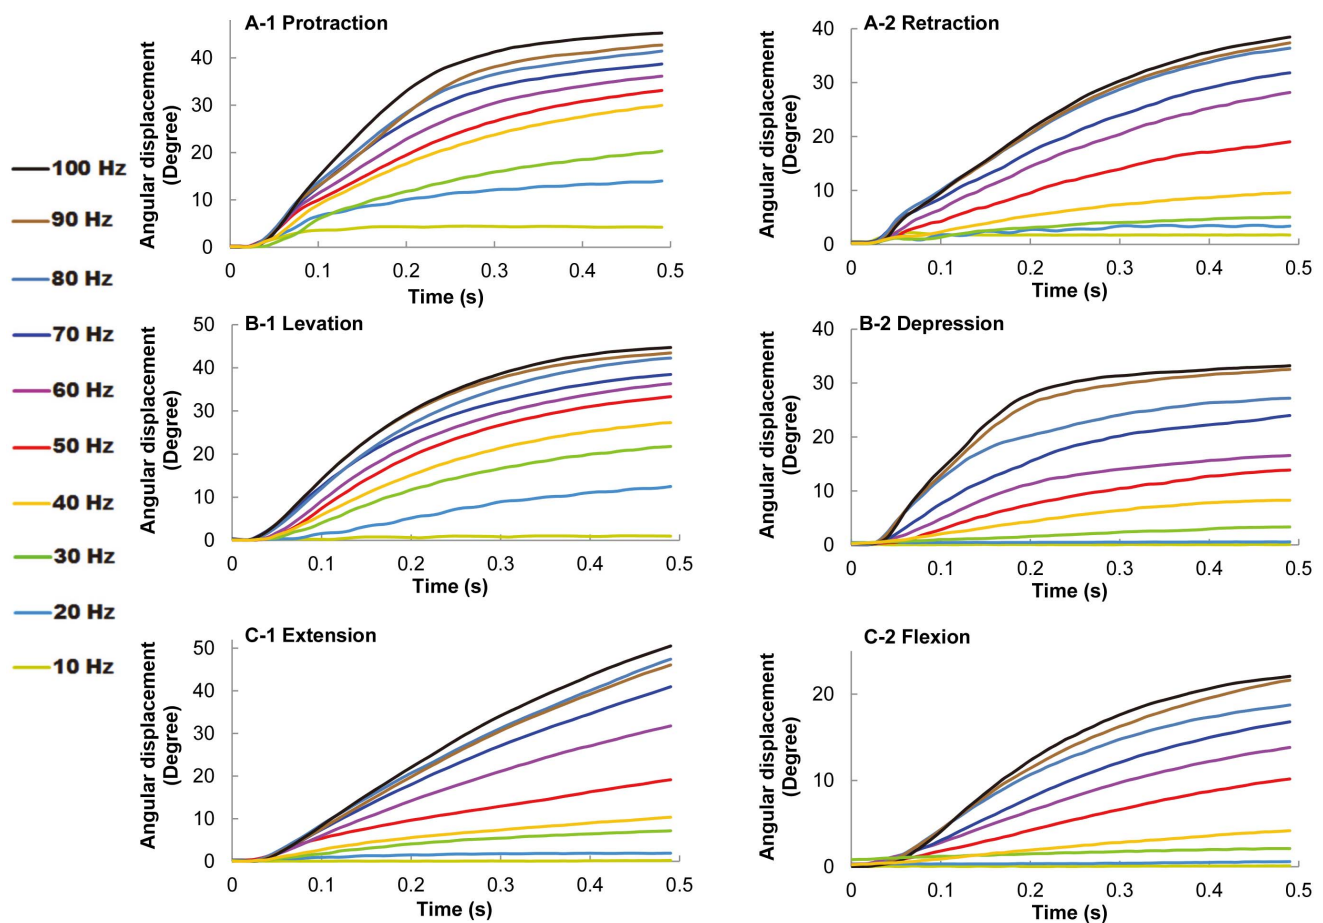 100 Hz
90 Hz
80 Hz
70 Hz
60 Hz
50 Hz
40 Hz
30 Hz
20 Hz
10 Hz
A-1 Protraction
Angular displacement
(Degree)
40
30
20
10
0
0 0.1 0.2 0.3 0.4 0.5
Time (s)
A-2 Retraction
Angular displacement
(Degree)
40
30
20
10
0
0 0.1 0.2 0.3 0.4 0.5
Time (s)
B-1 Levation
Angular displacement
(Degree)
50
40
30
20
10
0
0 0.1 0.2 0.3 0.4 0.5
Time (s)
B-2 Depression
Angular displacement
(Degree)
40
30
20
10
0
0 0.1 0.2 0.3 0.4 0.5
Time (s)
C-1 Extension
Angular displacement
(Degree)
50
40
30
20
10
0
0 0.1 0.2 0.3 0.4 0.5
Time (s)
C-2 Flexion
Angular displacement
(Degree)
20
10
0
0 0.1 0.2 0.3 0.4 0.5
Time (s)